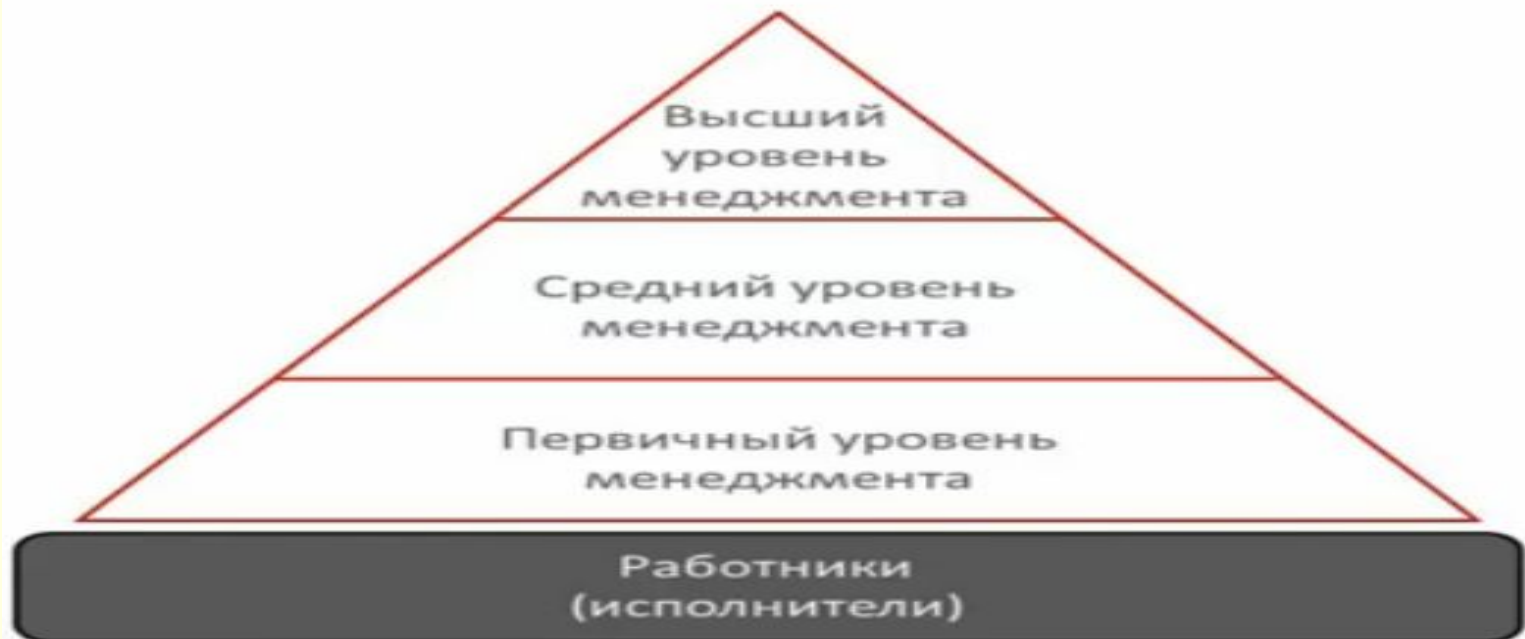 Высший
уровень
менеджмента
Средний уровень
менеджмента
Первичный уровень
менеджмента
Работники
(исполнители)